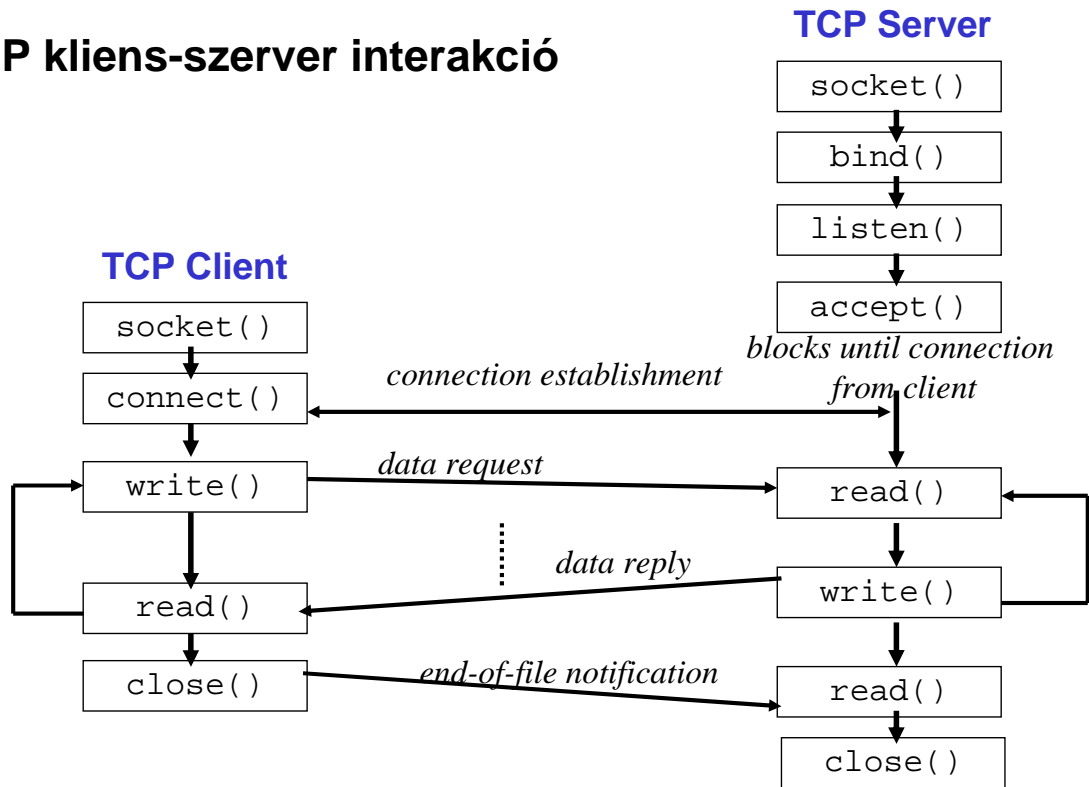 P kliens-szerver interakció
TCP Server
socket()
bind()
listen()
accept()
blocks until connection
from client
TCP Client
socket()
connect()
connection establishment
write()
data request
read()
data reply
write()
read()
close()
end-of-file notification
read()
close()